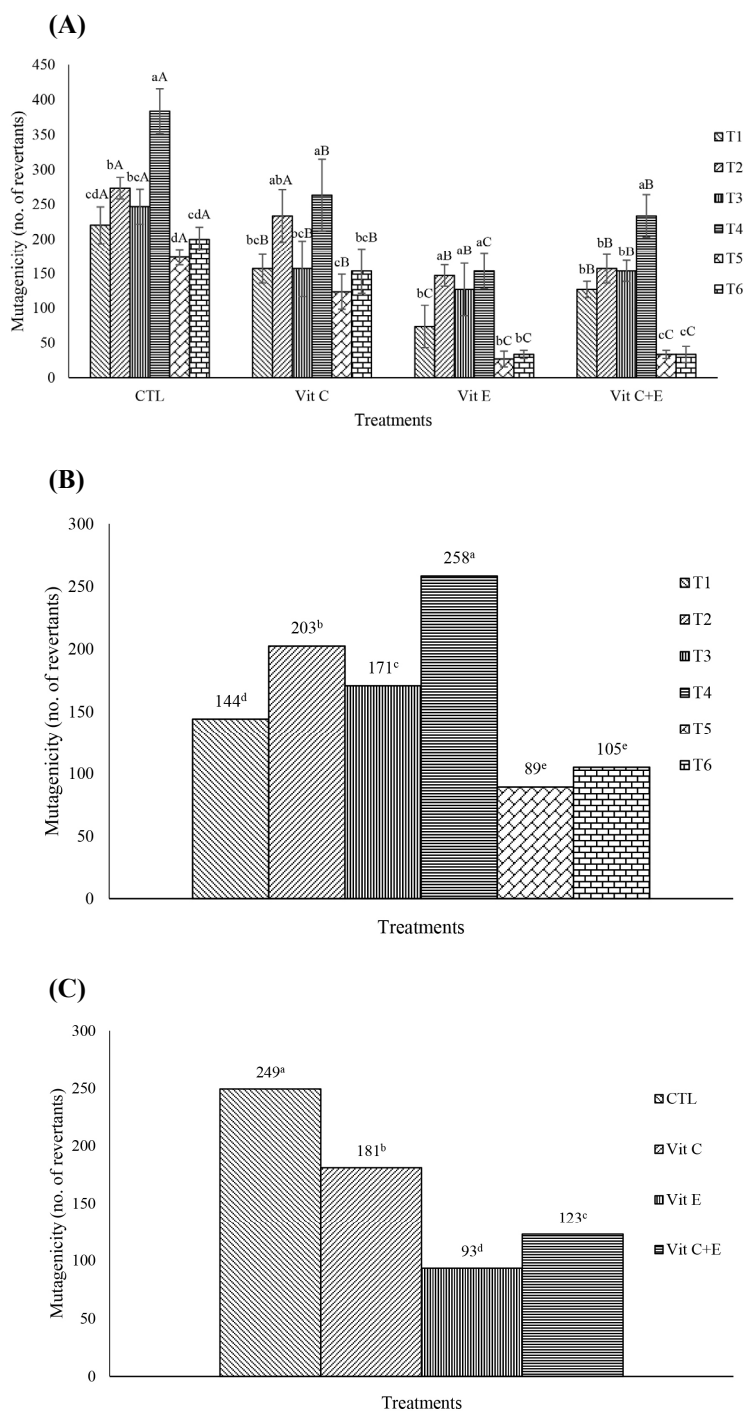 (A)
Mutagenicity (no. of revertants)
450
400
350
300
250
200
150
100
50
0
cdA
bA
bcA
aA
dA
cdA
bcB
abA
bcB
aB
cB
bcB
bC
aB
aB
aC
bC
bC
bB
bB
bB
aB
cC
cC
CTL
Vit C
Vit E
Vit C+E
Treatments
T1
T2
T3
T4
T5
T6
(B)
Mutagenicity (no. of revertants)
300
250
200
150
100
50
0
144ᵈ
203ᵇ
171ᶜ
258ᵃ
89ᵉ
105ᵉ
Treatments
T1
T2
T3
T4
T5
T6
(C)
Mutagenicity (no. of revertants)
300
250
200
150
100
50
0
249ᵃ
181ᵇ
93ᵈ
123ᶜ
Treatments
CTL
Vit C
Vit E
Vit C+E